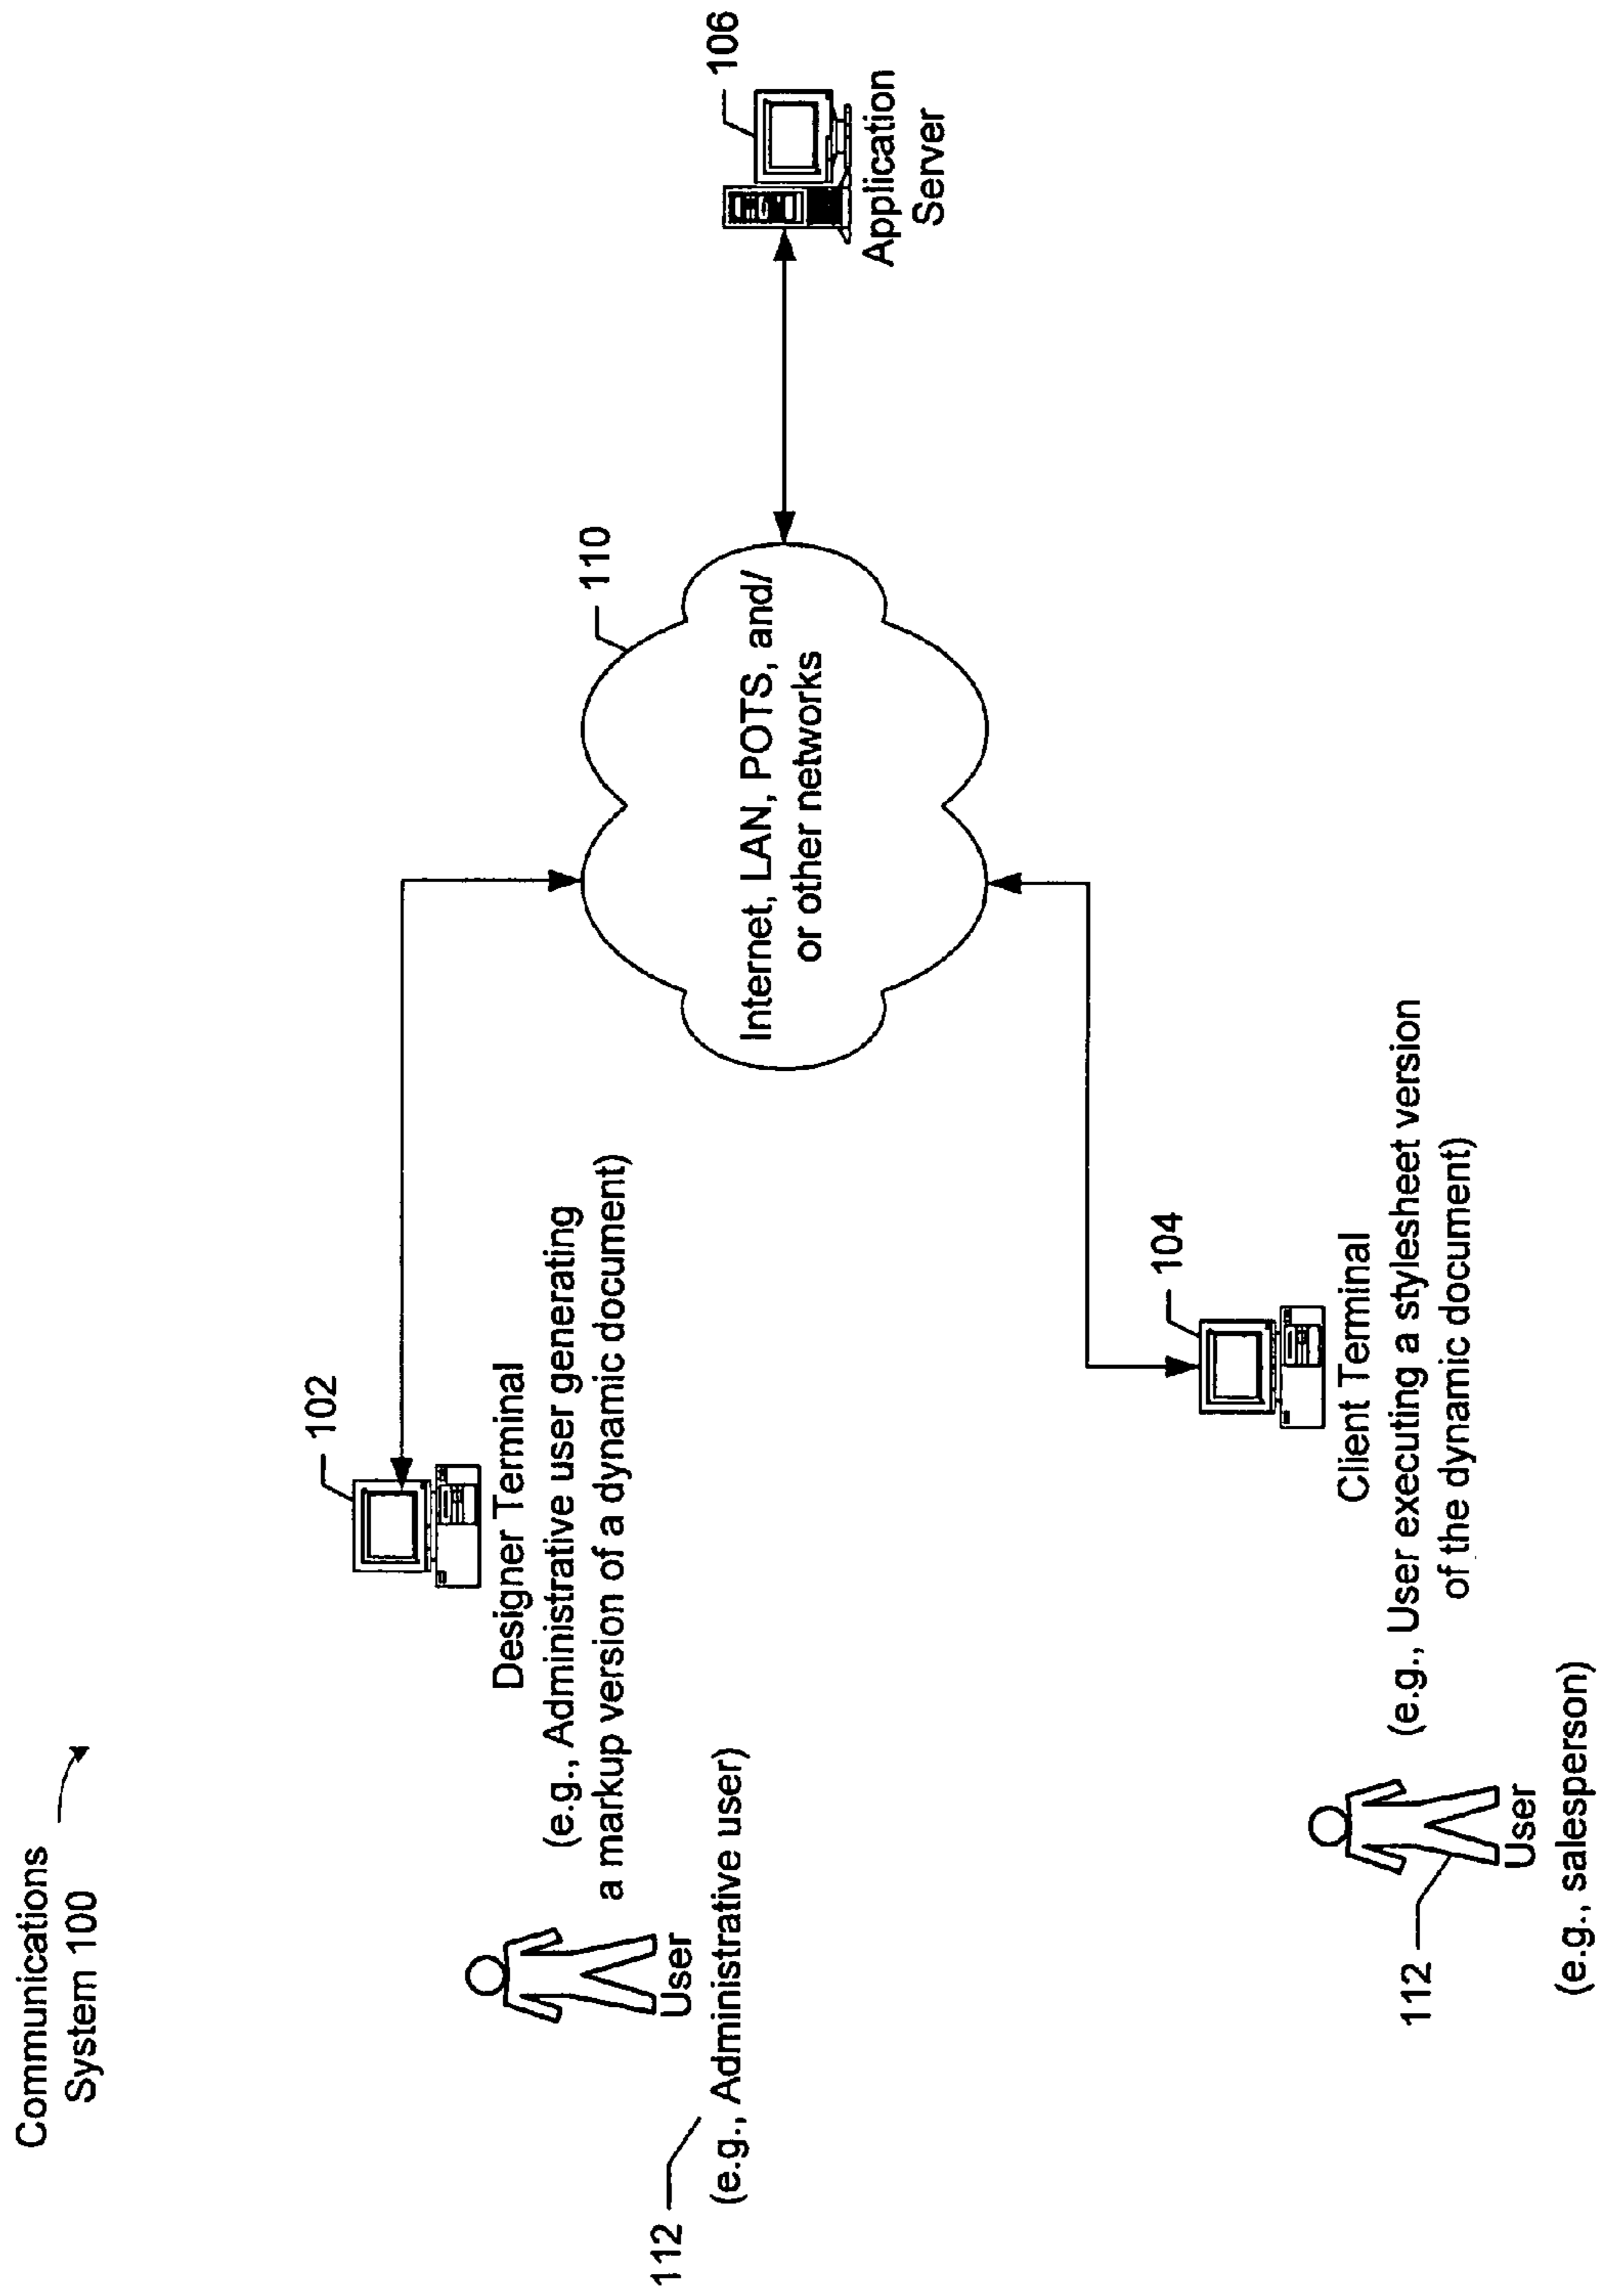 Communications
System 100
102
Designer Terminal
(e.g., Administrative user generating
a markup version of a dynamic document)
User
112
(e.g., Administrative user)
110
Internet, LAN, POTS, and/
or other networks
106
Application
Server
104
Client Terminal
(e.g., User executing a stylesheet version
of the dynamic document)
112
User
(e.g., salesperson)